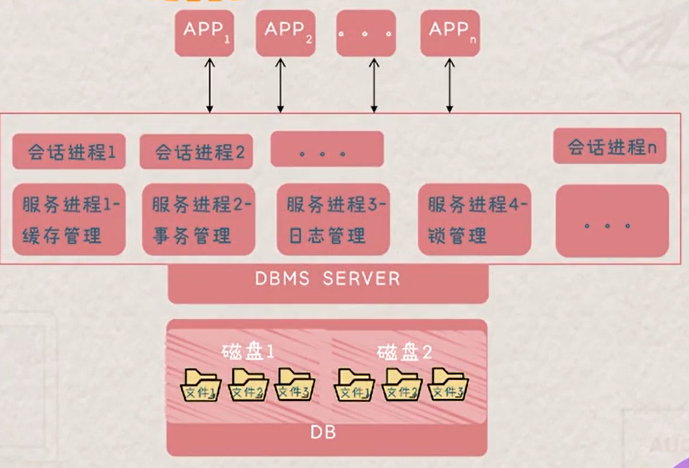 APP1
APP2
。。。
APPn
会话进程1
会话进程2
。。。
会话进程n
服务进程1-
缓存管理
服务进程2-
事务管理
服务进程3-
日志管理
服务进程4-
锁管理
。。。
DBMS SERVER
磁盘1
磁盘2
文件1
文件2
文件3
文件1
文件2
文件3
DB